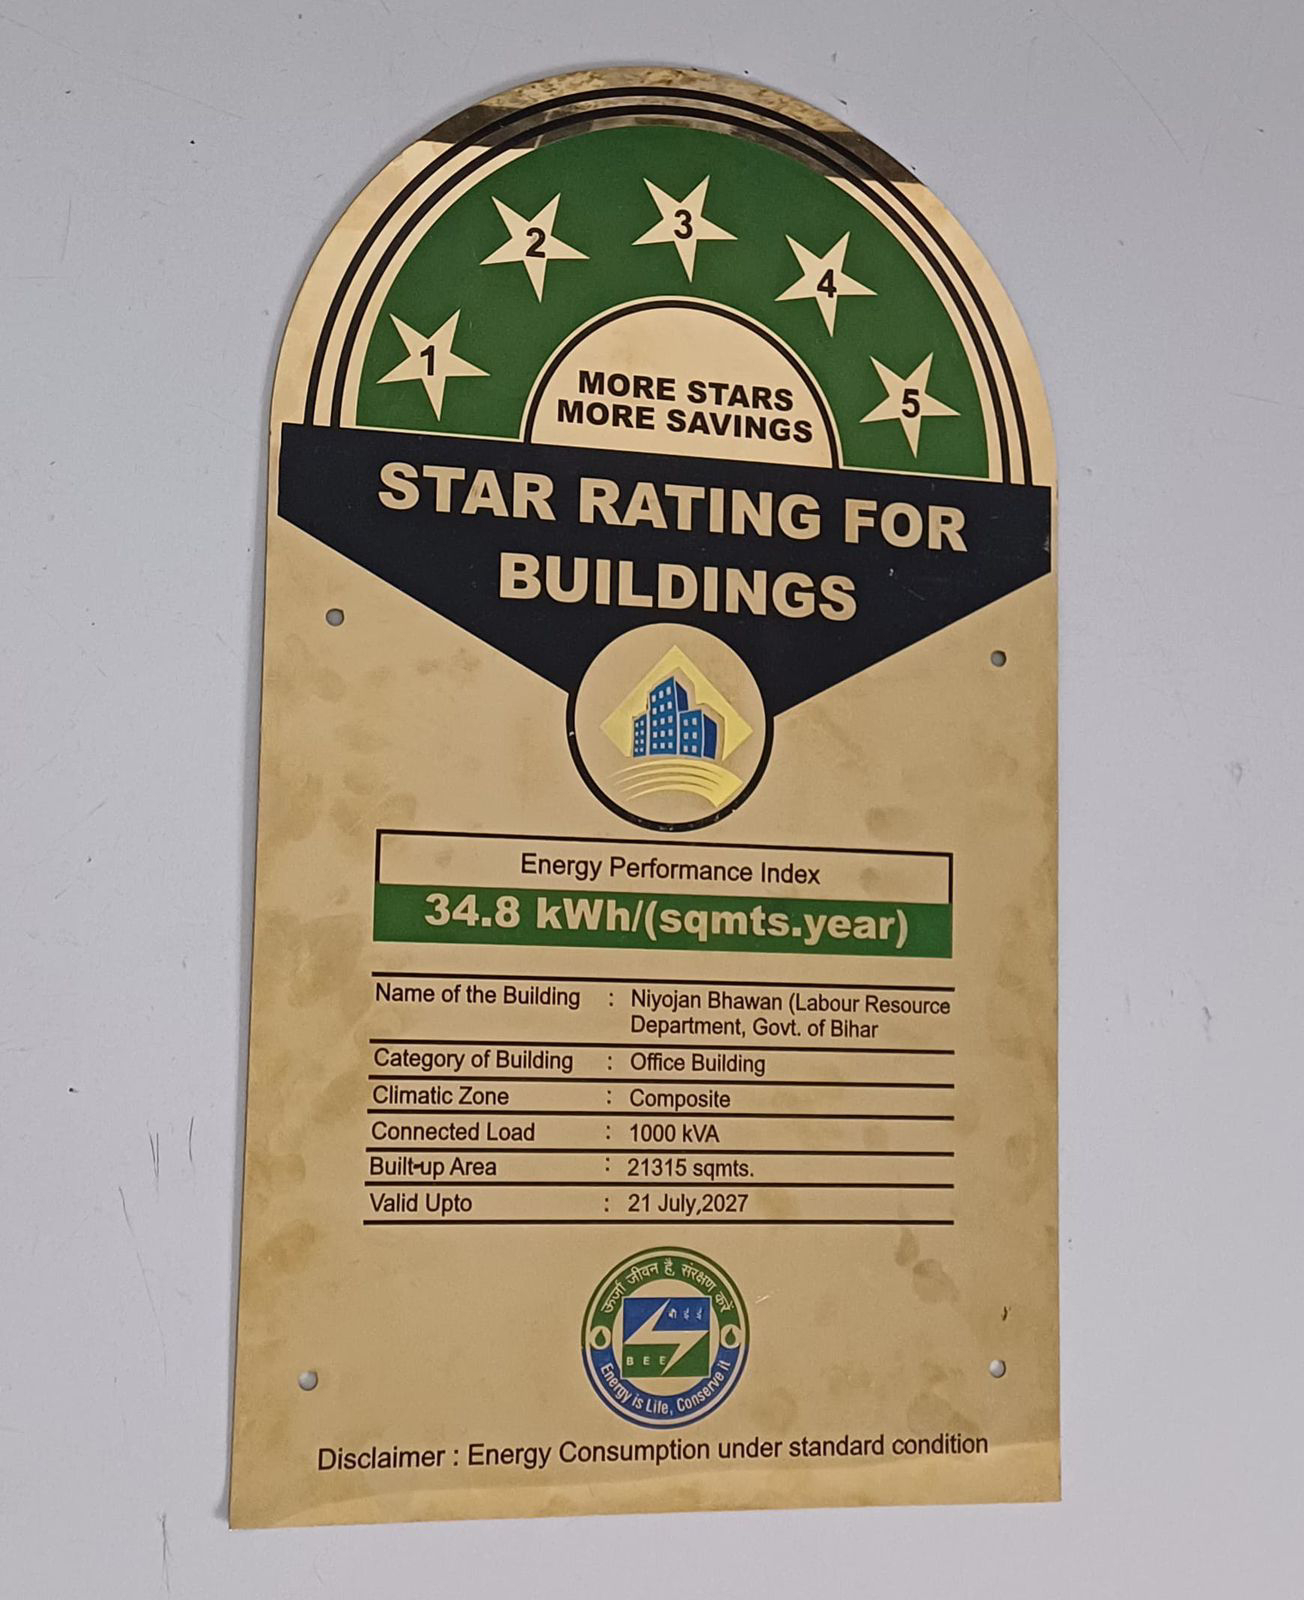 1
2
3
4
5
MORE STARS
MORE SAVINGS
STAR RATING FOR
BUILDINGS
Energy Performance Index
34.8 kWh/(sqmts.year)
Name of the Building : Niyojan Bhawan (Labour Resource
Department, Govt. of Bihar
Category of Building : Office Building
Climatic Zone : Composite
Connected Load : 1000 kVA
Built-up Area : 21315 sqmts.
Valid Upto : 21 July,2027
ऊर्जा जीवन है, संरक्षण करें
बी ई ई
BEE
Energy is Life, Conserve it
Disclaimer : Energy Consumption under standard condition